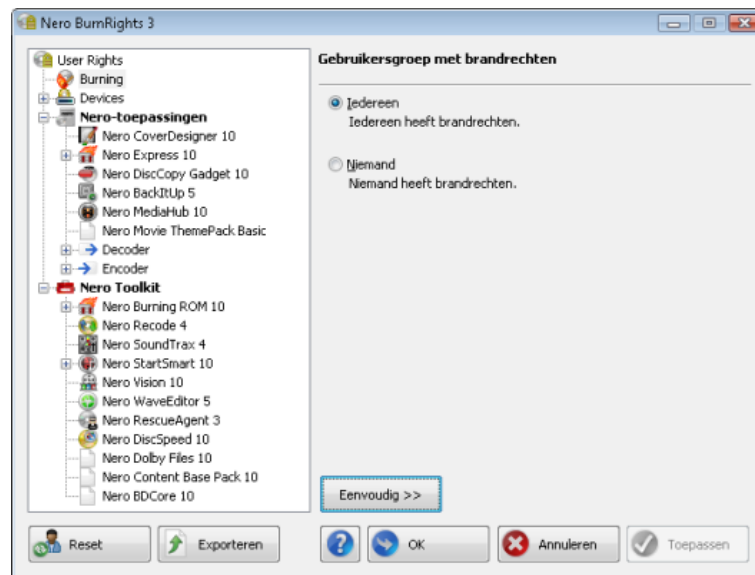 Nero BurnRights 3
User Rights
Burning
Devices
Nero-toepassingen
Nero CoverDesigner 10
Nero Express 10
Nero DiscCopy Gadget 10
Nero BackItUp 5
Nero MediaHub 10
Nero Movie ThemePack Basic
Decoder
Encoder
Nero Toolkit
Nero Burning ROM 10
Nero Recode 4
Nero SoundTrax 4
Nero StartSmart 10
Nero Vision 10
Nero WaveEditor 5
Nero RescueAgent 3
Nero DiscSpeed 10
Nero Dolby Files 10
Nero Content Base Pack 10
Nero BDCore 10
Gebruikersgroep met brandrechten
Iedereen
Iedereen heeft brandrechten.
Niemand
Niemand heeft brandrechten.
Eenvoudig >>
Reset
Exporteren
?
OK
Annuleren
Toepassen